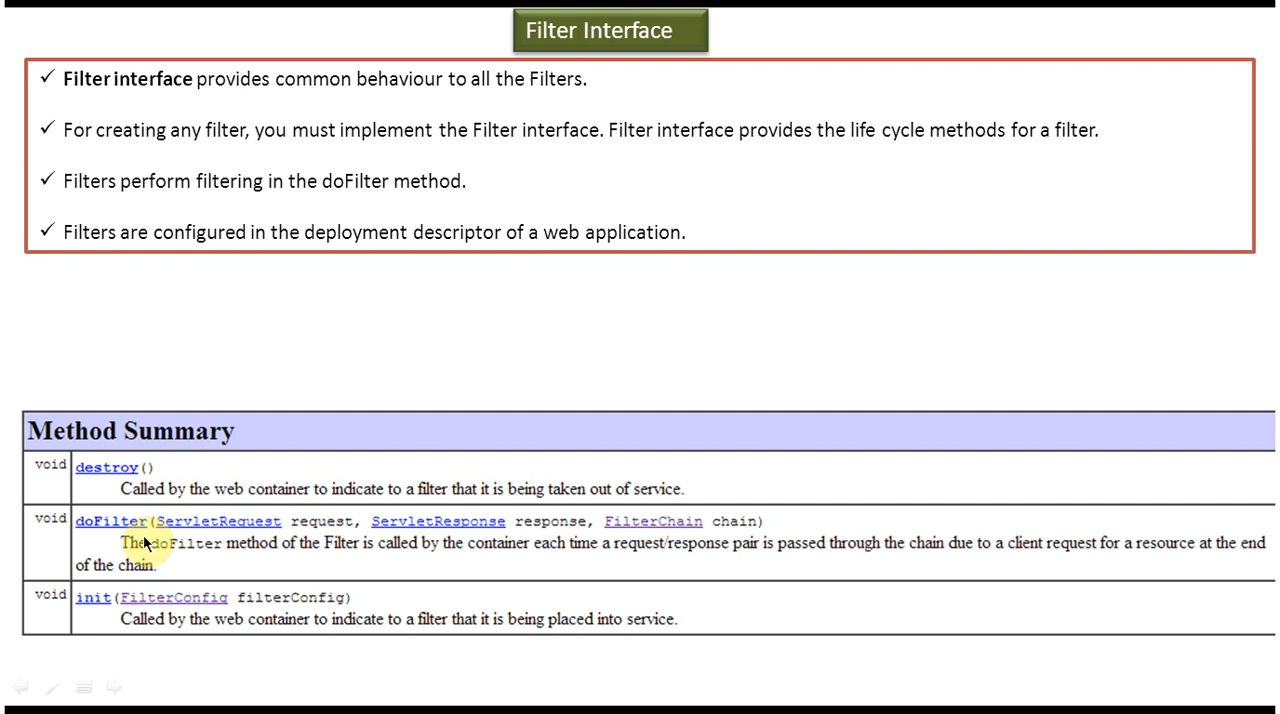 Filter Interface
✓ Filter interface provides common behaviour to all the Filters.
✓ For creating any filter, you must implement the Filter interface. Filter interface provides the life cycle methods for a filter.
✓ Filters perform filtering in the doFilter method.
✓ Filters are configured in the deployment descriptor of a web application.
Method Summary
void destroy()
Called by the web container to indicate to a filter that it is being taken out of service.
void doFilter(ServletRequest request, ServletResponse response, FilterChain chain)
The doFilter method of the Filter is called by the container each time a request/response pair is passed through the chain due to a client request for a resource at the end
of the chain.
void init(FilterConfig filterConfig)
Called by the web container to indicate to a filter that it is being placed into service.